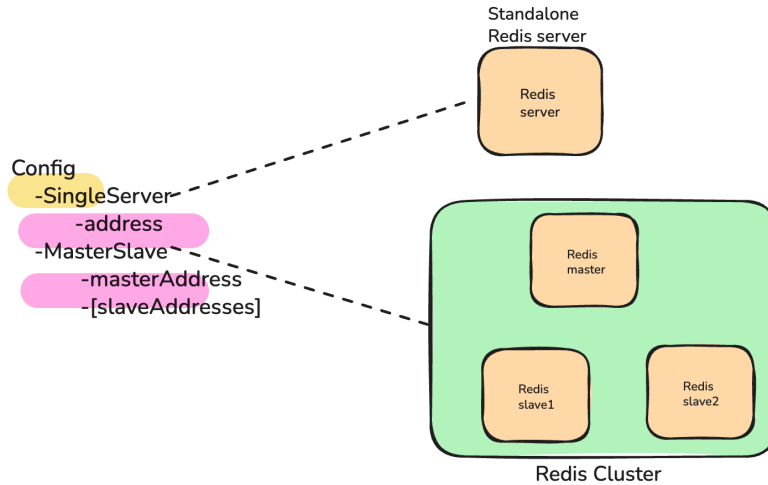 Standalone
Redis server
Redis
server
Config
-SingleServer
-address
-MasterSlave
-masterAddress
-[slaveAddresses]
Redis
master
Redis
slave1
Redis
slave2
Redis Cluster